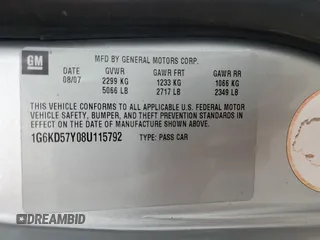 GM
MFD BY GENERAL MOTORS CORP.
DATE GVWR GAWR FRT GAWR RR
08/07 2299 KG 1233 KG 1066 KG
5066 LB 2717 LB 2349 LB
THIS VEHICLE CONFORMS TO ALL APPLICABLE U.S. FEDERAL MOTOR
VEHICLE SAFETY, BUMPER, AND THEFT PREVENTION STANDARDS IN
EFFECT ON THE DATE OF MANUFACTURE SHOWN ABOVE.
1G6KD57Y08U115792 TYPE: PASS CAR
DREAMBID